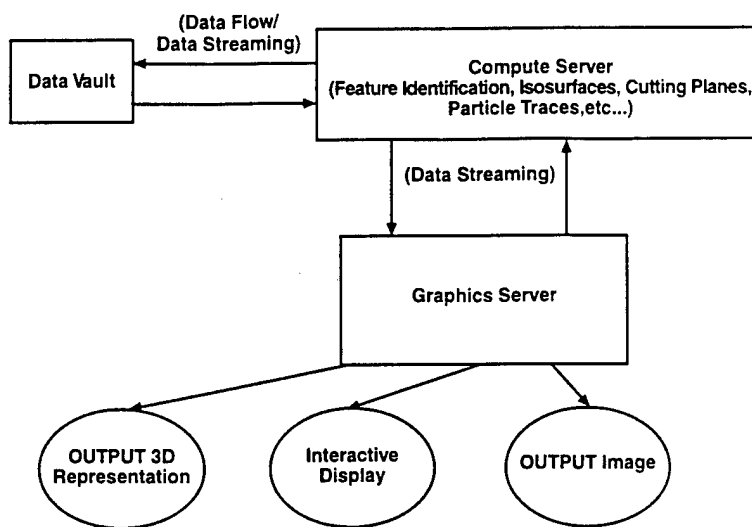 (Data Flow/
Data Streaming)
Data Vault
Compute Server
(Feature Identification, Isosurfaces, Cutting Planes,
Particle Traces,etc...)
(Data Streaming)
Graphics Server
OUTPUT 3D
Representation
Interactive
Display
OUTPUT Image